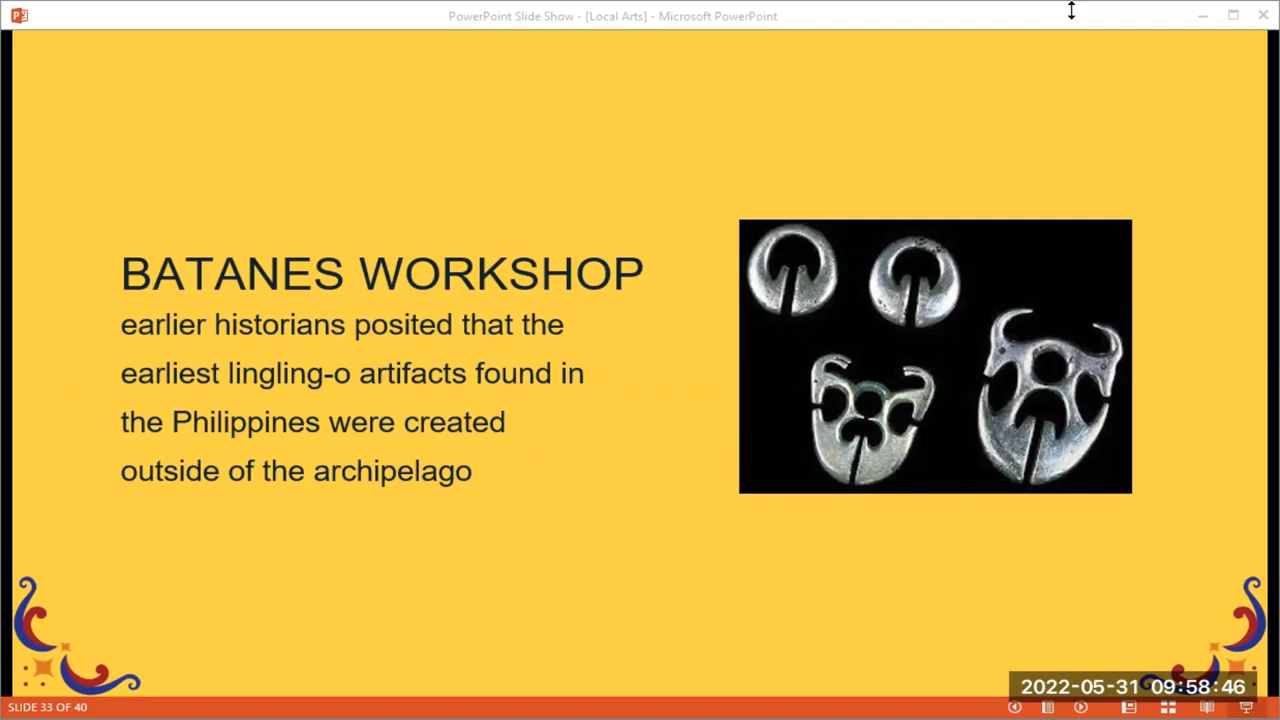 PowerPoint Slide Show - [Local Arts] - Microsoft PowerPoint
BATANES WORKSHOP
earlier historians posited that the
earliest lingling-o artifacts found in
the Philippines were created
outside of the archipelago
2022-05-31 09:58:46
SLIDE 33 OF 40